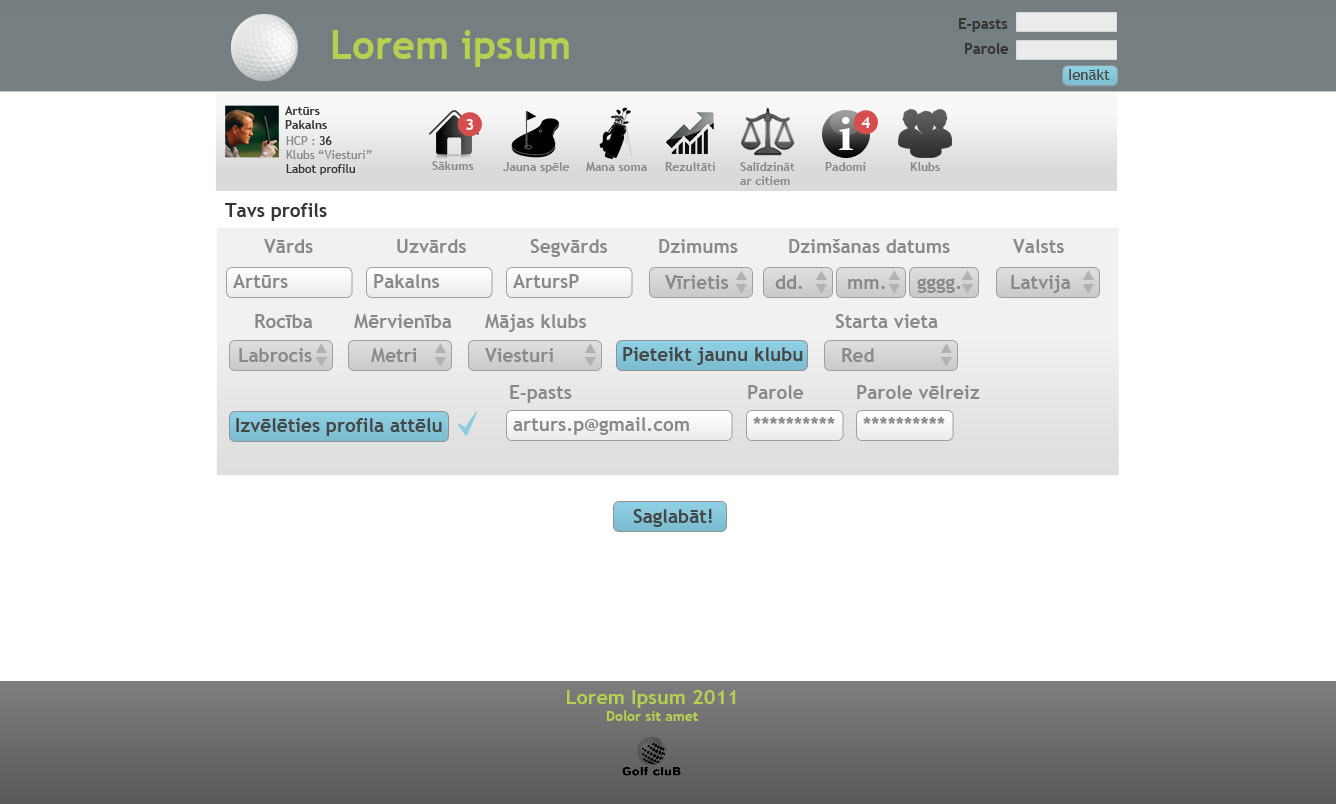 Lorem ipsum
E-pasts
Parole
Ienākt
Artūrs
Pakalns
HCP : 36
Klubs “Viesturi”
Labot profilu
3
Sākums
Jauna spēle
Mana soma
Rezultāti
Salīdzināt
ar citiem
i
4
Padomi
Klubs
Tavs profils
Vārds Uzvārds Segvārds Dzimums Dzimšanas datums Valsts
Artūrs Pakalns ArtursP Vīrietis dd. mm. gggg. Latvija
Rocība Mērvienība Mājas klubs Starta vieta
Labrocis Metri Viesturi Pieteikt jaunu klubu Red
E-pasts Parole Parole vēlreiz
Izvēlēties profila attēlu arturs.p@gmail.com ********** **********
Saglabāt!
Lorem Ipsum 2011
Dolor sit amet
Golf cluB